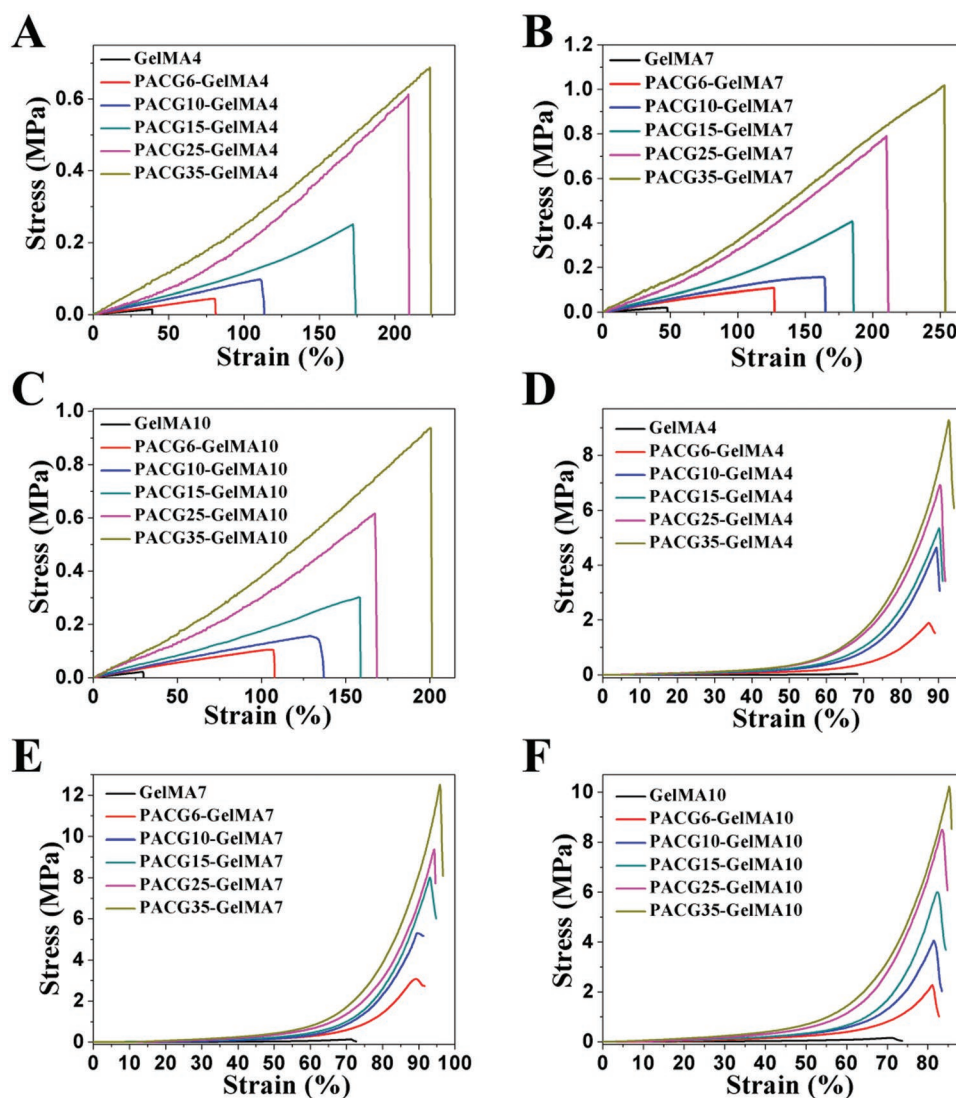 A
Stress (MPa)
0.6
0.4
0.2
0.0
GelMA4
PACG6-GelMA4
PACG10-GelMA4
PACG15-GelMA4
PACG25-GelMA4
PACG35-GelMA4
0 50 100 150 200
Strain (%)
B
Stress (MPa)
1.2
1.0
0.8
0.6
0.4
0.2
0.0
GelMA7
PACG6-GelMA7
PACG10-GelMA7
PACG15-GelMA7
PACG25-GelMA7
PACG35-GelMA7
0 50 100 150 200 250
Strain (%)
C
Stress (MPa)
1.0
0.8
0.6
0.4
0.2
0.0
GelMA10
PACG6-GelMA10
PACG10-GelMA10
PACG15-GelMA10
PACG25-GelMA10
PACG35-GelMA10
0 50 100 150 200
Strain (%)
D
Stress (MPa)
8
6
4
2
0
GelMA4
PACG6-GelMA4
PACG10-GelMA4
PACG15-GelMA4
PACG25-GelMA4
PACG35-GelMA4
0 10 20 30 40 50 60 70 80 90
Strain (%)
E
Stress (MPa)
12
10
8
6
4
2
0
GelMA7
PACG6-GelMA7
PACG10-GelMA7
PACG15-GelMA7
PACG25-GelMA7
PACG35-GelMA7
0 10 20 30 40 50 60 70 80 90 100
Strain (%)
F
Stress (MPa)
10
8
6
4
2
0
GelMA10
PACG6-GelMA10
PACG10-GelMA10
PACG15-GelMA10
PACG25-GelMA10
PACG35-GelMA10
0 10 20 30 40 50 60 70 80
Strain (%)